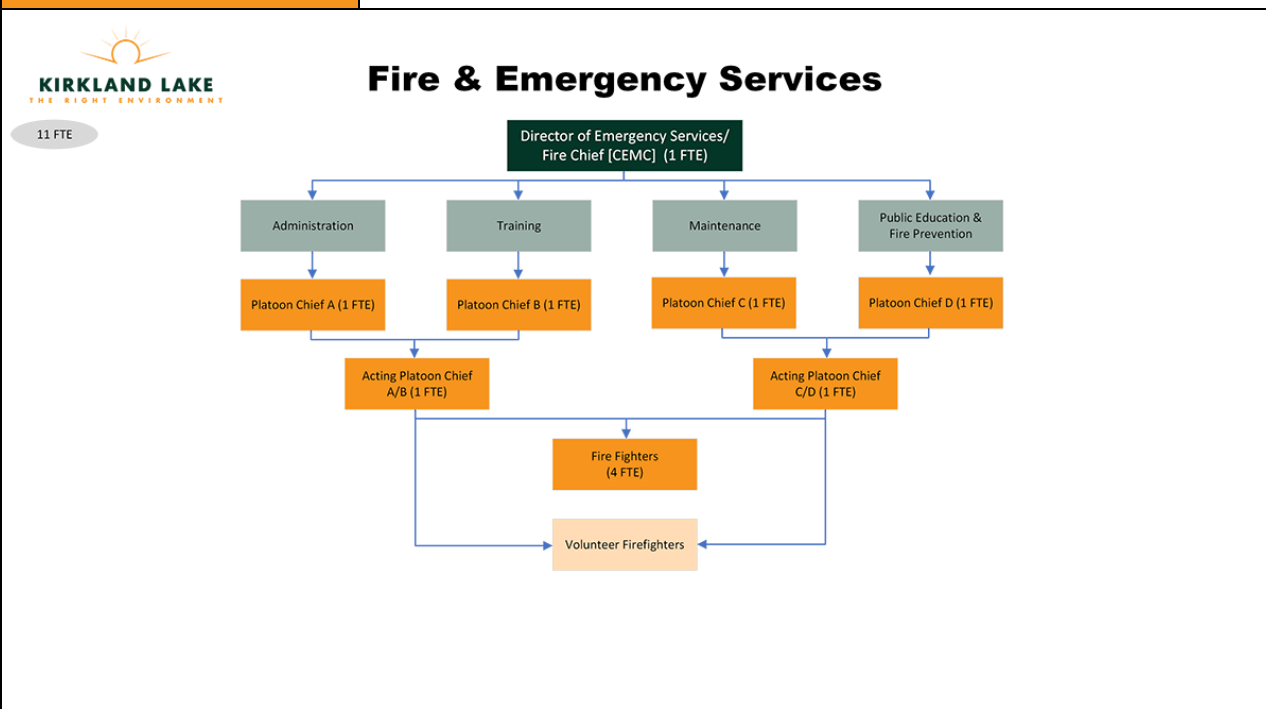 KIRKLAND LAKE
THE RIGHT ENVIRONMENT
Fire & Emergency Services
11 FTE
Director of Emergency Services/
Fire Chief [CEMC]  (1 FTE)
Administration
Training
Maintenance
Public Education &
Fire Prevention
Platoon Chief A (1 FTE)
Platoon Chief B (1 FTE)
Platoon Chief C (1 FTE)
Platoon Chief D (1 FTE)
Acting Platoon Chief
A/B (1 FTE)
Acting Platoon Chief
C/D (1 FTE)
Fire Fighters
(4 FTE)
Volunteer Firefighters